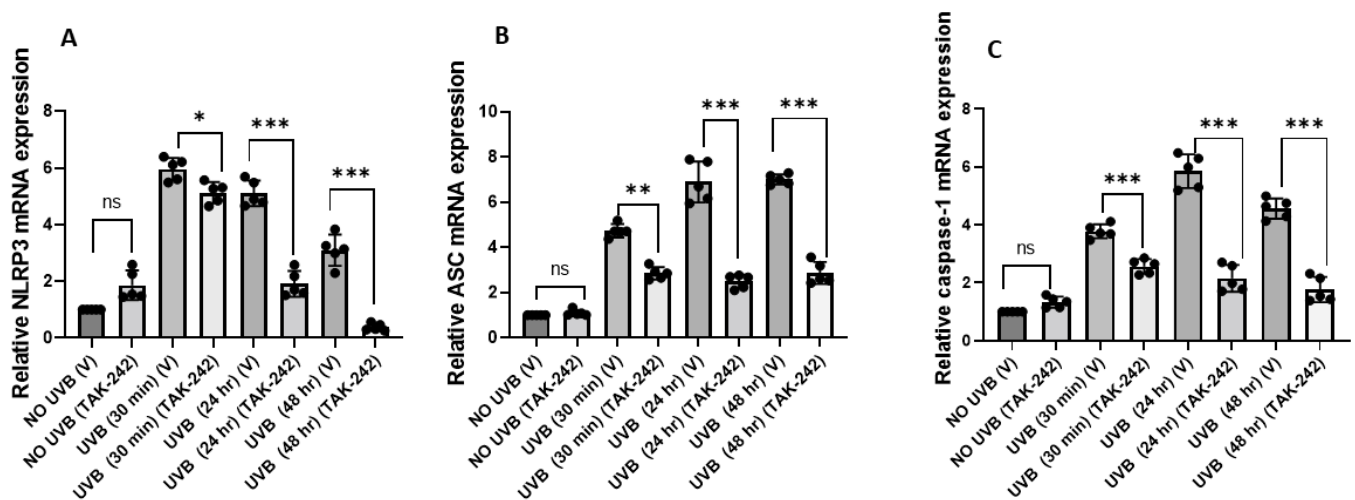 A
Relative NLRP3 mRNA expression
8
6
4
2
0
ns
*
***
***
NO UVB (V)
NO UVB (TAK-242)
UVB (30 min) (V)
UVB (30 min) (TAK-242)
UVB (24 hr) (V)
UVB (24 hr) (TAK-242)
UVB (48 hr) (V)
UVB (48 hr) (TAK-242)
B
Relative ASC mRNA expression
10
8
6
4
2
0
ns
**
***
***
NO UVB (V)
NO UVB (TAK-242)
UVB (30 min) (V)
UVB (30 min) (TAK-242)
UVB (24 hr) (V)
UVB (24 hr) (TAK-242)
UVB (48 hr) (V)
UVB (48 hr) (TAK-242)
C
Relative caspase-1 mRNA expression
8
6
4
2
0
ns
***
***
***
NO UVB (V)
NO UVB (TAK-242)
UVB (30 min) (V)
UVB (30 min) (TAK-242)
UVB (24 hr) (V)
UVB (24 hr) (TAK-242)
UVB (48 hr) (V)
UVB (48 hr) (TAK-242)